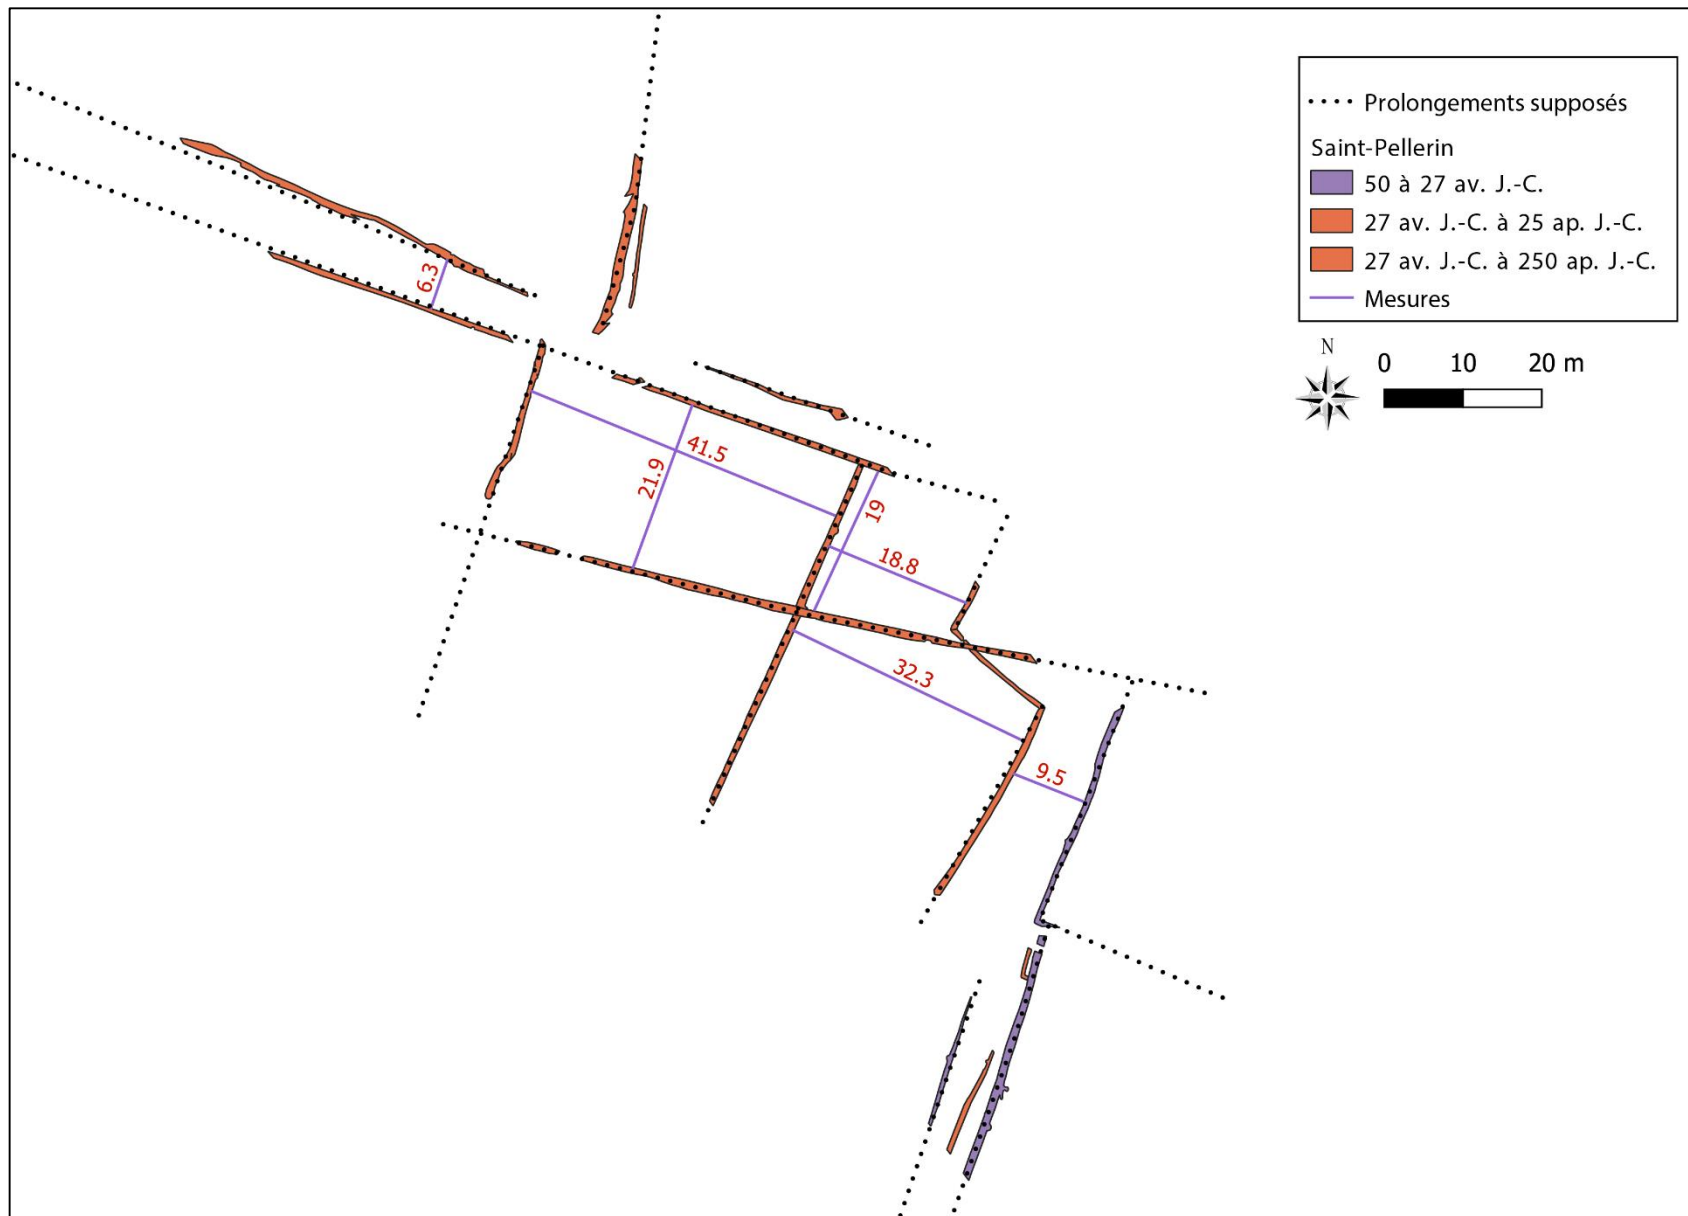 Prolongements supposés
Saint-Pellerin
50 à 27 av. J.-C.
27 av. J.-C. à 25 ap. J.-C.
27 av. J.-C. à 250 ap. J.-C.
Mesures
N
0 10 20 m
6.3
41.5
21.9
19
18.8
32.3
9.5